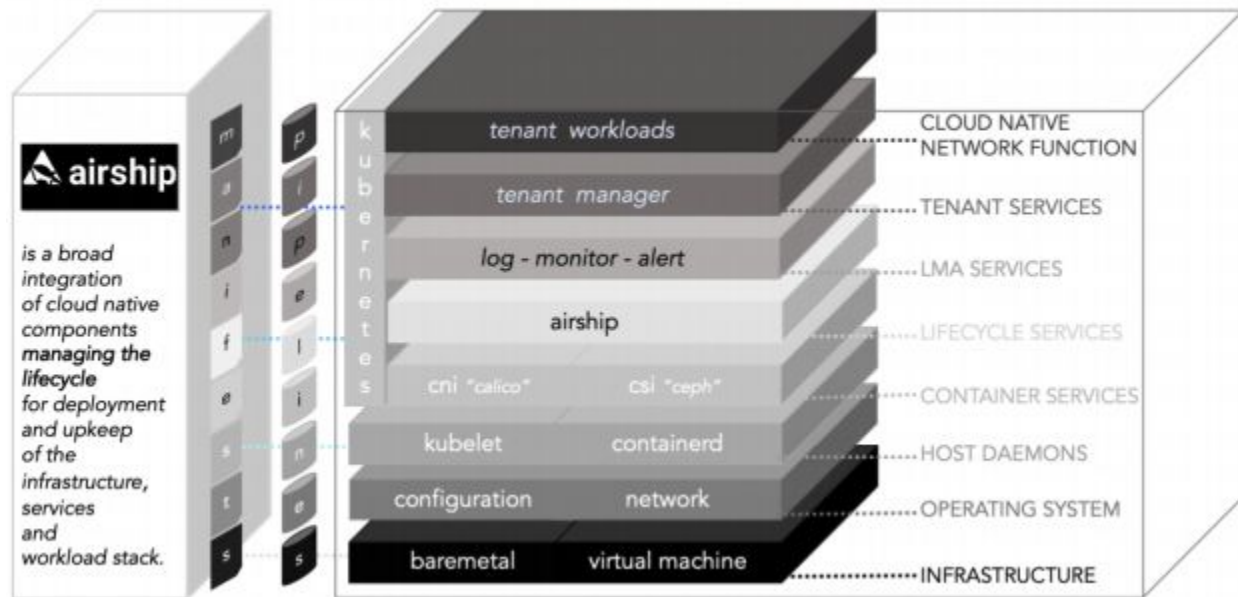 airship
is a broad
integration
of cloud native
components
managing the
lifecycle
for deployment
and upkeep
of the
infrastructure,
services
and
workload stack.
manifests
pipelines
kubernetes
tenant workloads
tenant manager
log - monitor - alert
airship
cni "calico" csi "ceph"
kubelet containerd
configuration network
baremetal virtual machine
CLOUD NATIVE
NETWORK FUNCTION
TENANT SERVICES
LMA SERVICES
LIFECYCLE SERVICES
CONTAINER SERVICES
HOST DAEMONS
OPERATING SYSTEM
INFRASTRUCTURE